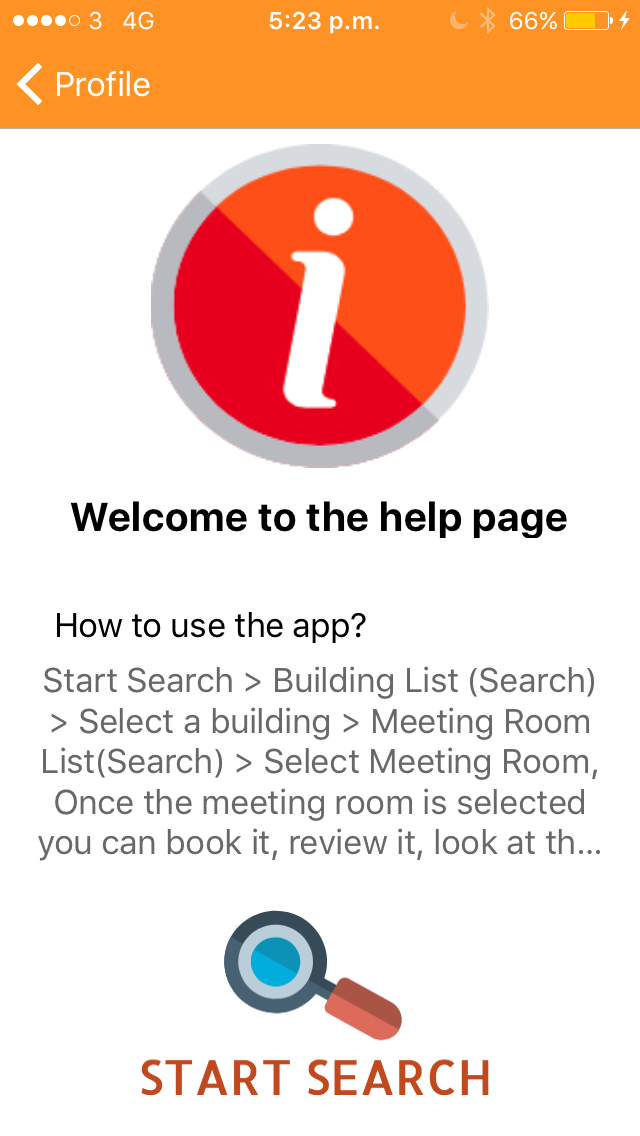 3 4G 5:23 p.m. 66%
Profile
i
Welcome to the help page
How to use the app?
Start Search > Building List (Search)
> Select a building > Meeting Room
List(Search) > Select Meeting Room,
Once the meeting room is selected
you can book it, review it, look at th...
START SEARCH